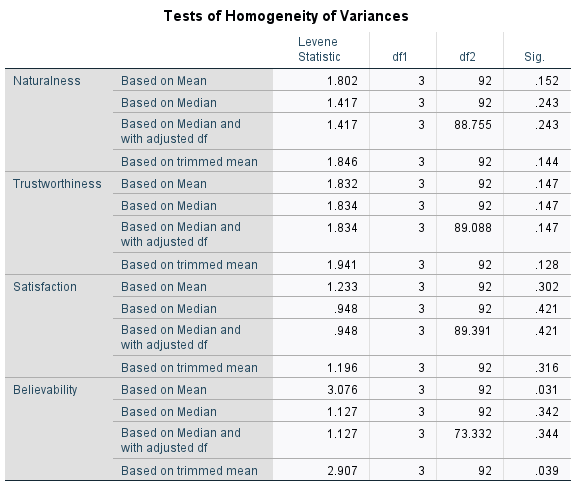 Tests of Homogeneity of Variances
Levene Statistic df1 df2 Sig.
Naturalness Based on Mean 1.802 3 92 .152
Based on Median 1.417 3 92 .243
Based on Median and with adjusted df 1.417 3 88.755 .243
Based on trimmed mean 1.846 3 92 .144
Trustworthiness Based on Mean 1.832 3 92 .147
Based on Median 1.834 3 92 .147
Based on Median and with adjusted df 1.834 3 89.088 .147
Based on trimmed mean 1.941 3 92 .128
Satisfaction Based on Mean 1.233 3 92 .302
Based on Median .948 3 92 .421
Based on Median and with adjusted df .948 3 89.391 .421
Based on trimmed mean 1.196 3 92 .316
Believability Based on Mean 3.076 3 92 .031
Based on Median 1.127 3 92 .342
Based on Median and with adjusted df 1.127 3 73.332 .344
Based on trimmed mean 2.907 3 92 .039